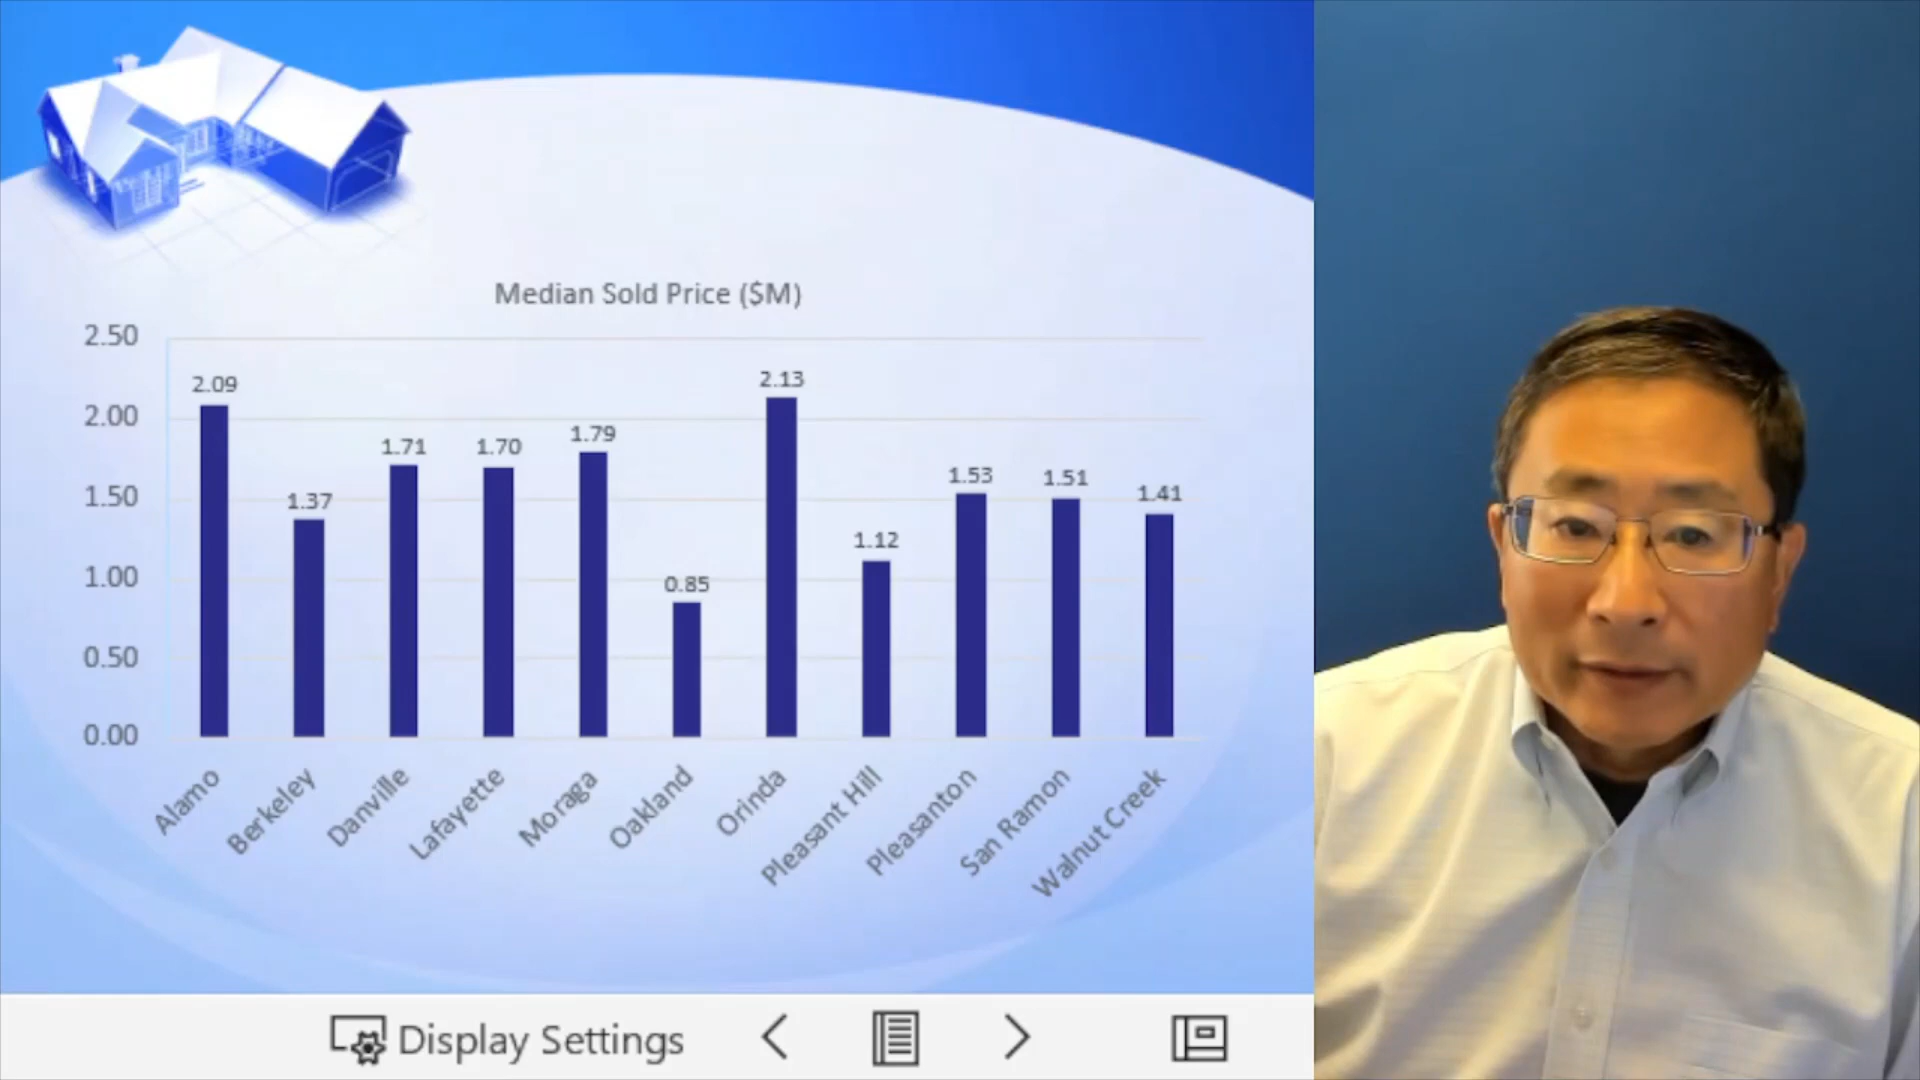 Median Sold Price ($M)
2.50
2.00
1.50
1.00
0.50
0.00
2.09
1.37
1.71
1.70
1.79
0.85
2.13
1.12
1.53
1.51
1.41
Alamo
Berkeley
Danville
Lafayette
Moraga
Oakland
Orinda
Pleasant Hill
Pleasanton
San Ramon
Walnut Creek
Display Settings